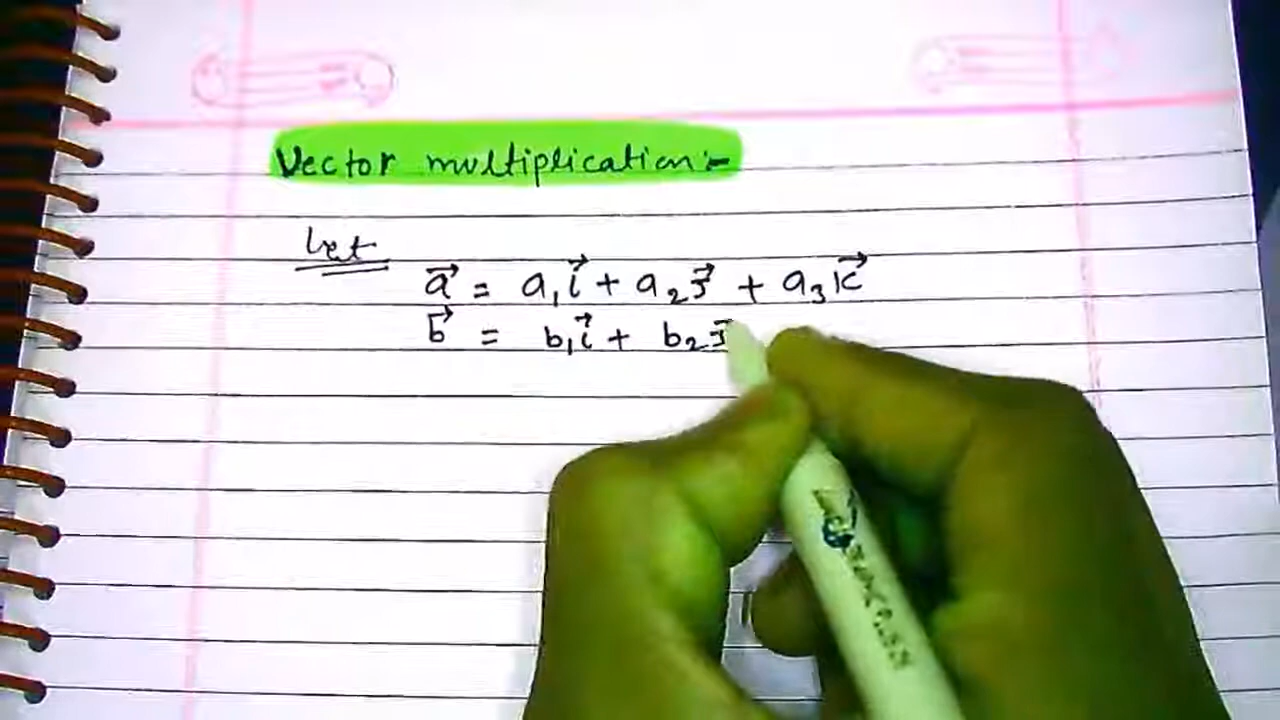 Vector multiplication:-
Let
a⃗ = a₁i⃗ + a₂j⃗ + a₃k⃗
b⃗ = b₁i⃗ + b₂j⃗